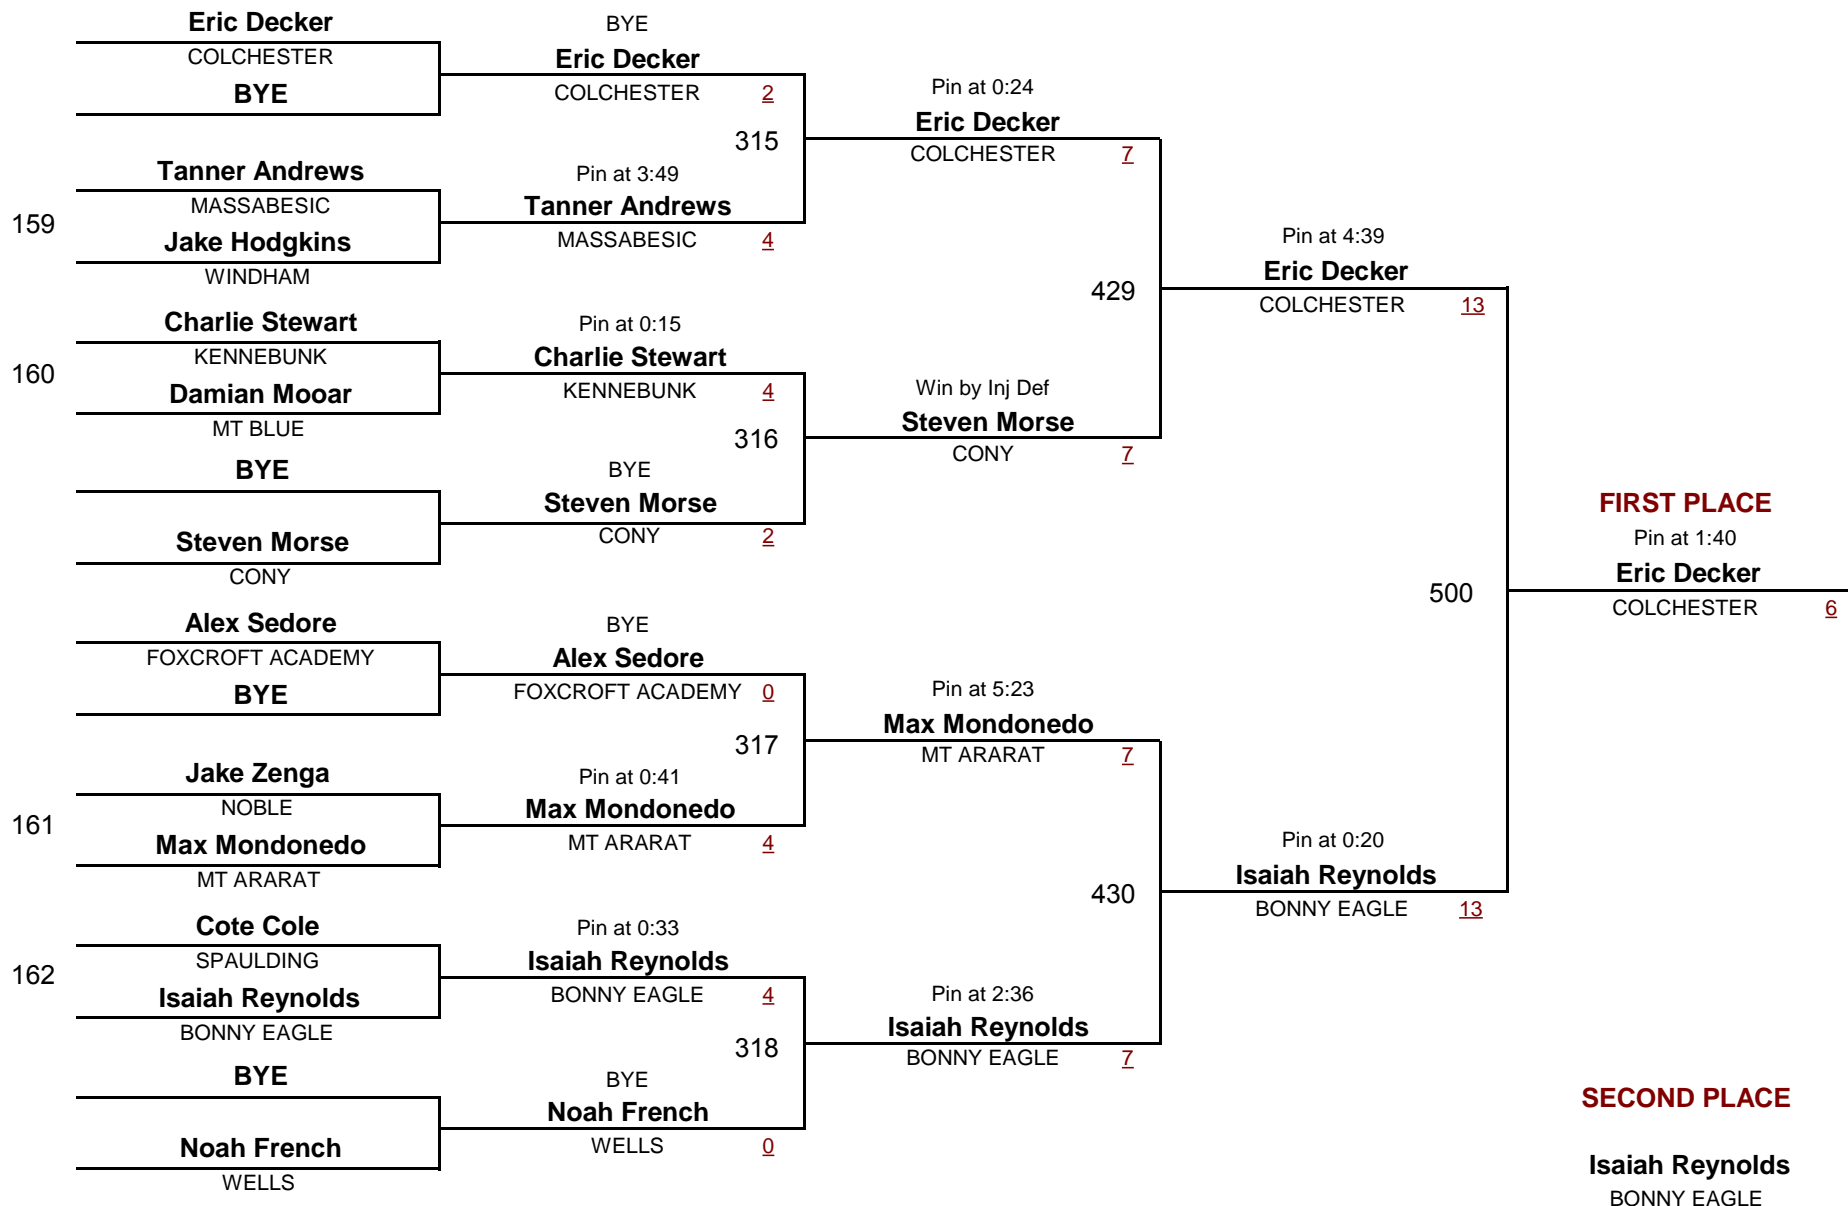 Eric Decker
COLCHESTER
BYE
159
Tanner Andrews
MASSABESIC
Jake Hodgkins
WINDHAM
160
Charlie Stewart
KENNEBUNK
Damian Mooar
MT BLUE
BYE
Steven Morse
CONY
Alex Sedore
FOXCROFT ACADEMY
BYE
161
Jake Zenga
NOBLE
Max Mondonedo
MT ARARAT
162
Cote Cole
SPAULDING
Isaiah Reynolds
BONNY EAGLE
BYE
Noah French
WELLS
BYE
Eric Decker
COLCHESTER 2
315
Pin at 3:49
Tanner Andrews
MASSABESIC 4
Pin at 0:15
Charlie Stewart
KENNEBUNK 4
316
BYE
Steven Morse
CONY 2
BYE
Alex Sedore
FOXCROFT ACADEMY 0
317
Pin at 0:41
Max Mondonedo
MT ARARAT 4
Pin at 0:33
Isaiah Reynolds
BONNY EAGLE 4
318
BYE
Noah French
WELLS 0
Pin at 0:24
Eric Decker
COLCHESTER 7
429
Win by Inj Def
Steven Morse
CONY 7
Pin at 5:23
Max Mondonedo
MT ARARAT 7
430
Pin at 2:36
Isaiah Reynolds
BONNY EAGLE 7
Pin at 4:39
Eric Decker
COLCHESTER 13
500
Pin at 0:20
Isaiah Reynolds
BONNY EAGLE 13
FIRST PLACE
Pin at 1:40
Eric Decker
COLCHESTER 6
SECOND PLACE
Isaiah Reynolds
BONNY EAGLE